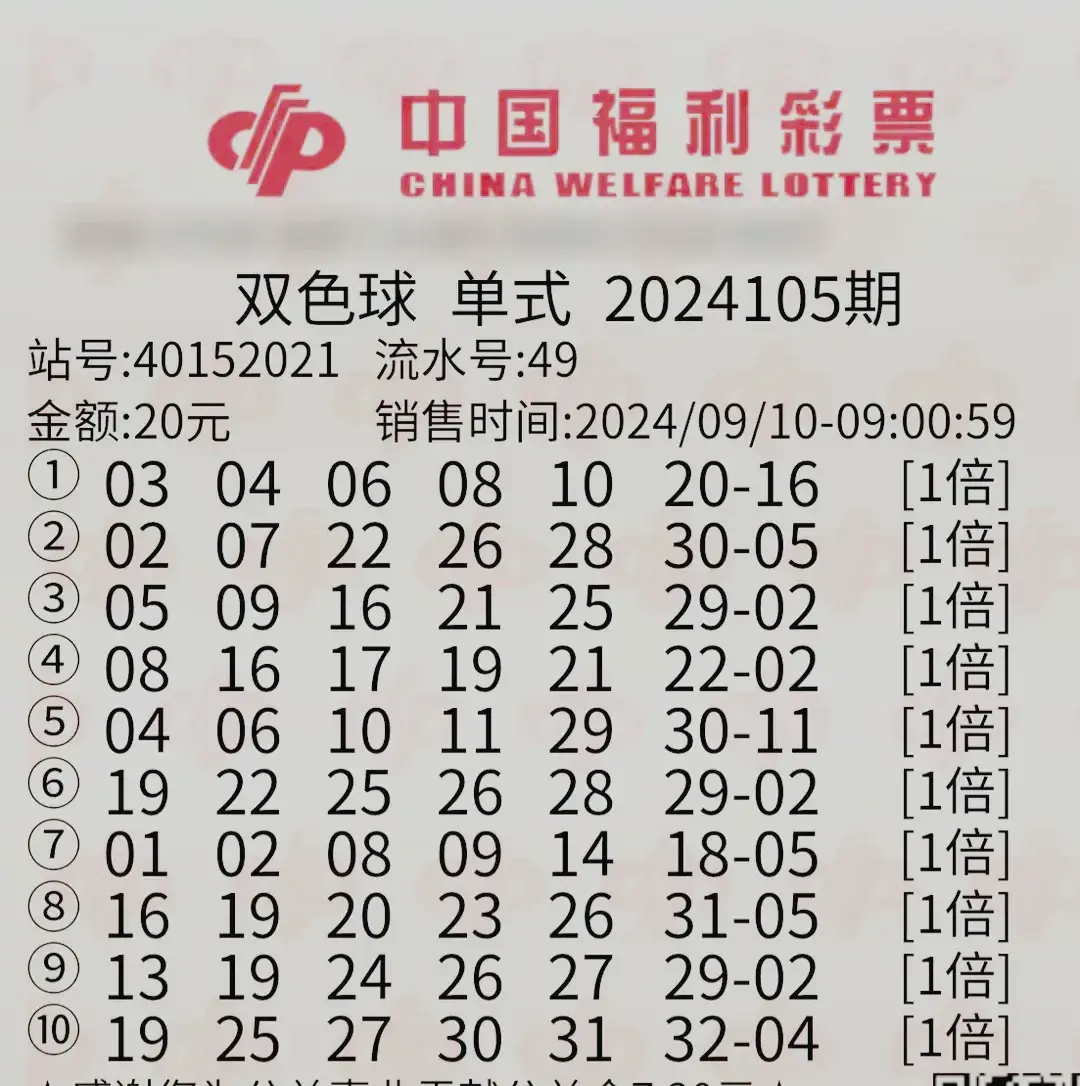 中国福利彩票
CHINA WELFARE LOTTERY
双色球 单式 2024105期
站号:40152021 流水号:49
金额:20元 销售时间:2024/09/10-09:00:59
① 03 04 06 08 10 20-16 [1倍]
② 02 07 22 26 28 30-05 [1倍]
③ 05 09 16 21 25 29-02 [1倍]
④ 08 16 17 19 21 22-02 [1倍]
⑤ 04 06 10 11 29 30-11 [1倍]
⑥ 19 22 25 26 28 29-02 [1倍]
⑦ 01 02 08 09 14 18-05 [1倍]
⑧ 16 19 20 23 26 31-05 [1倍]
⑨ 13 19 24 26 27 29-02 [1倍]
⑩ 19 25 27 30 31 32-04 [1倍]